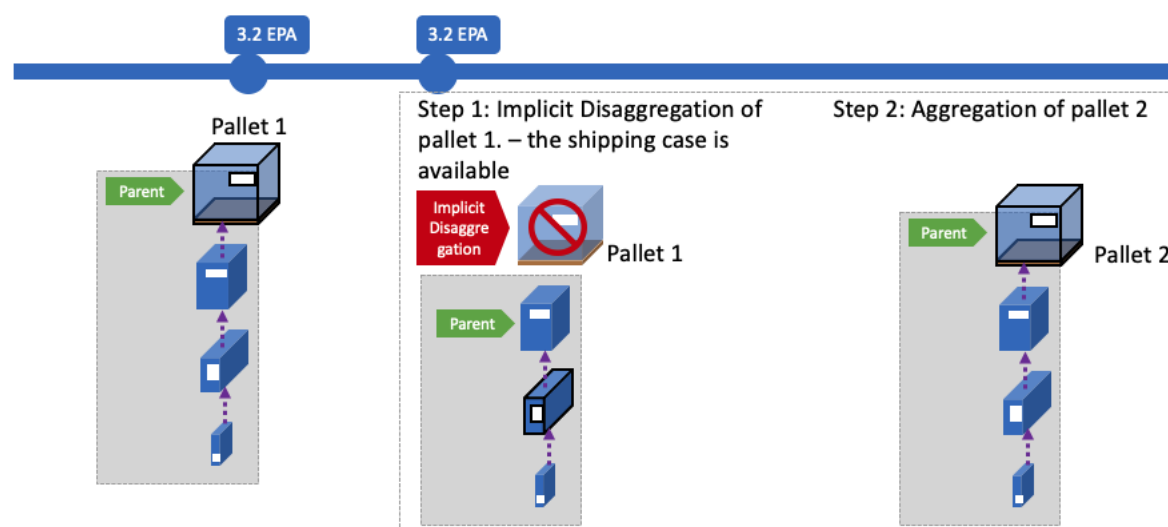 3.2 EPA
3.2 EPA
Pallet 1
Parent
Step 1: Implicit Disaggregation of
pallet 1. – the shipping case is
available
Implicit
Disaggre
gation
Pallet 1
Parent
Step 2: Aggregation of pallet 2
Parent
Pallet 2